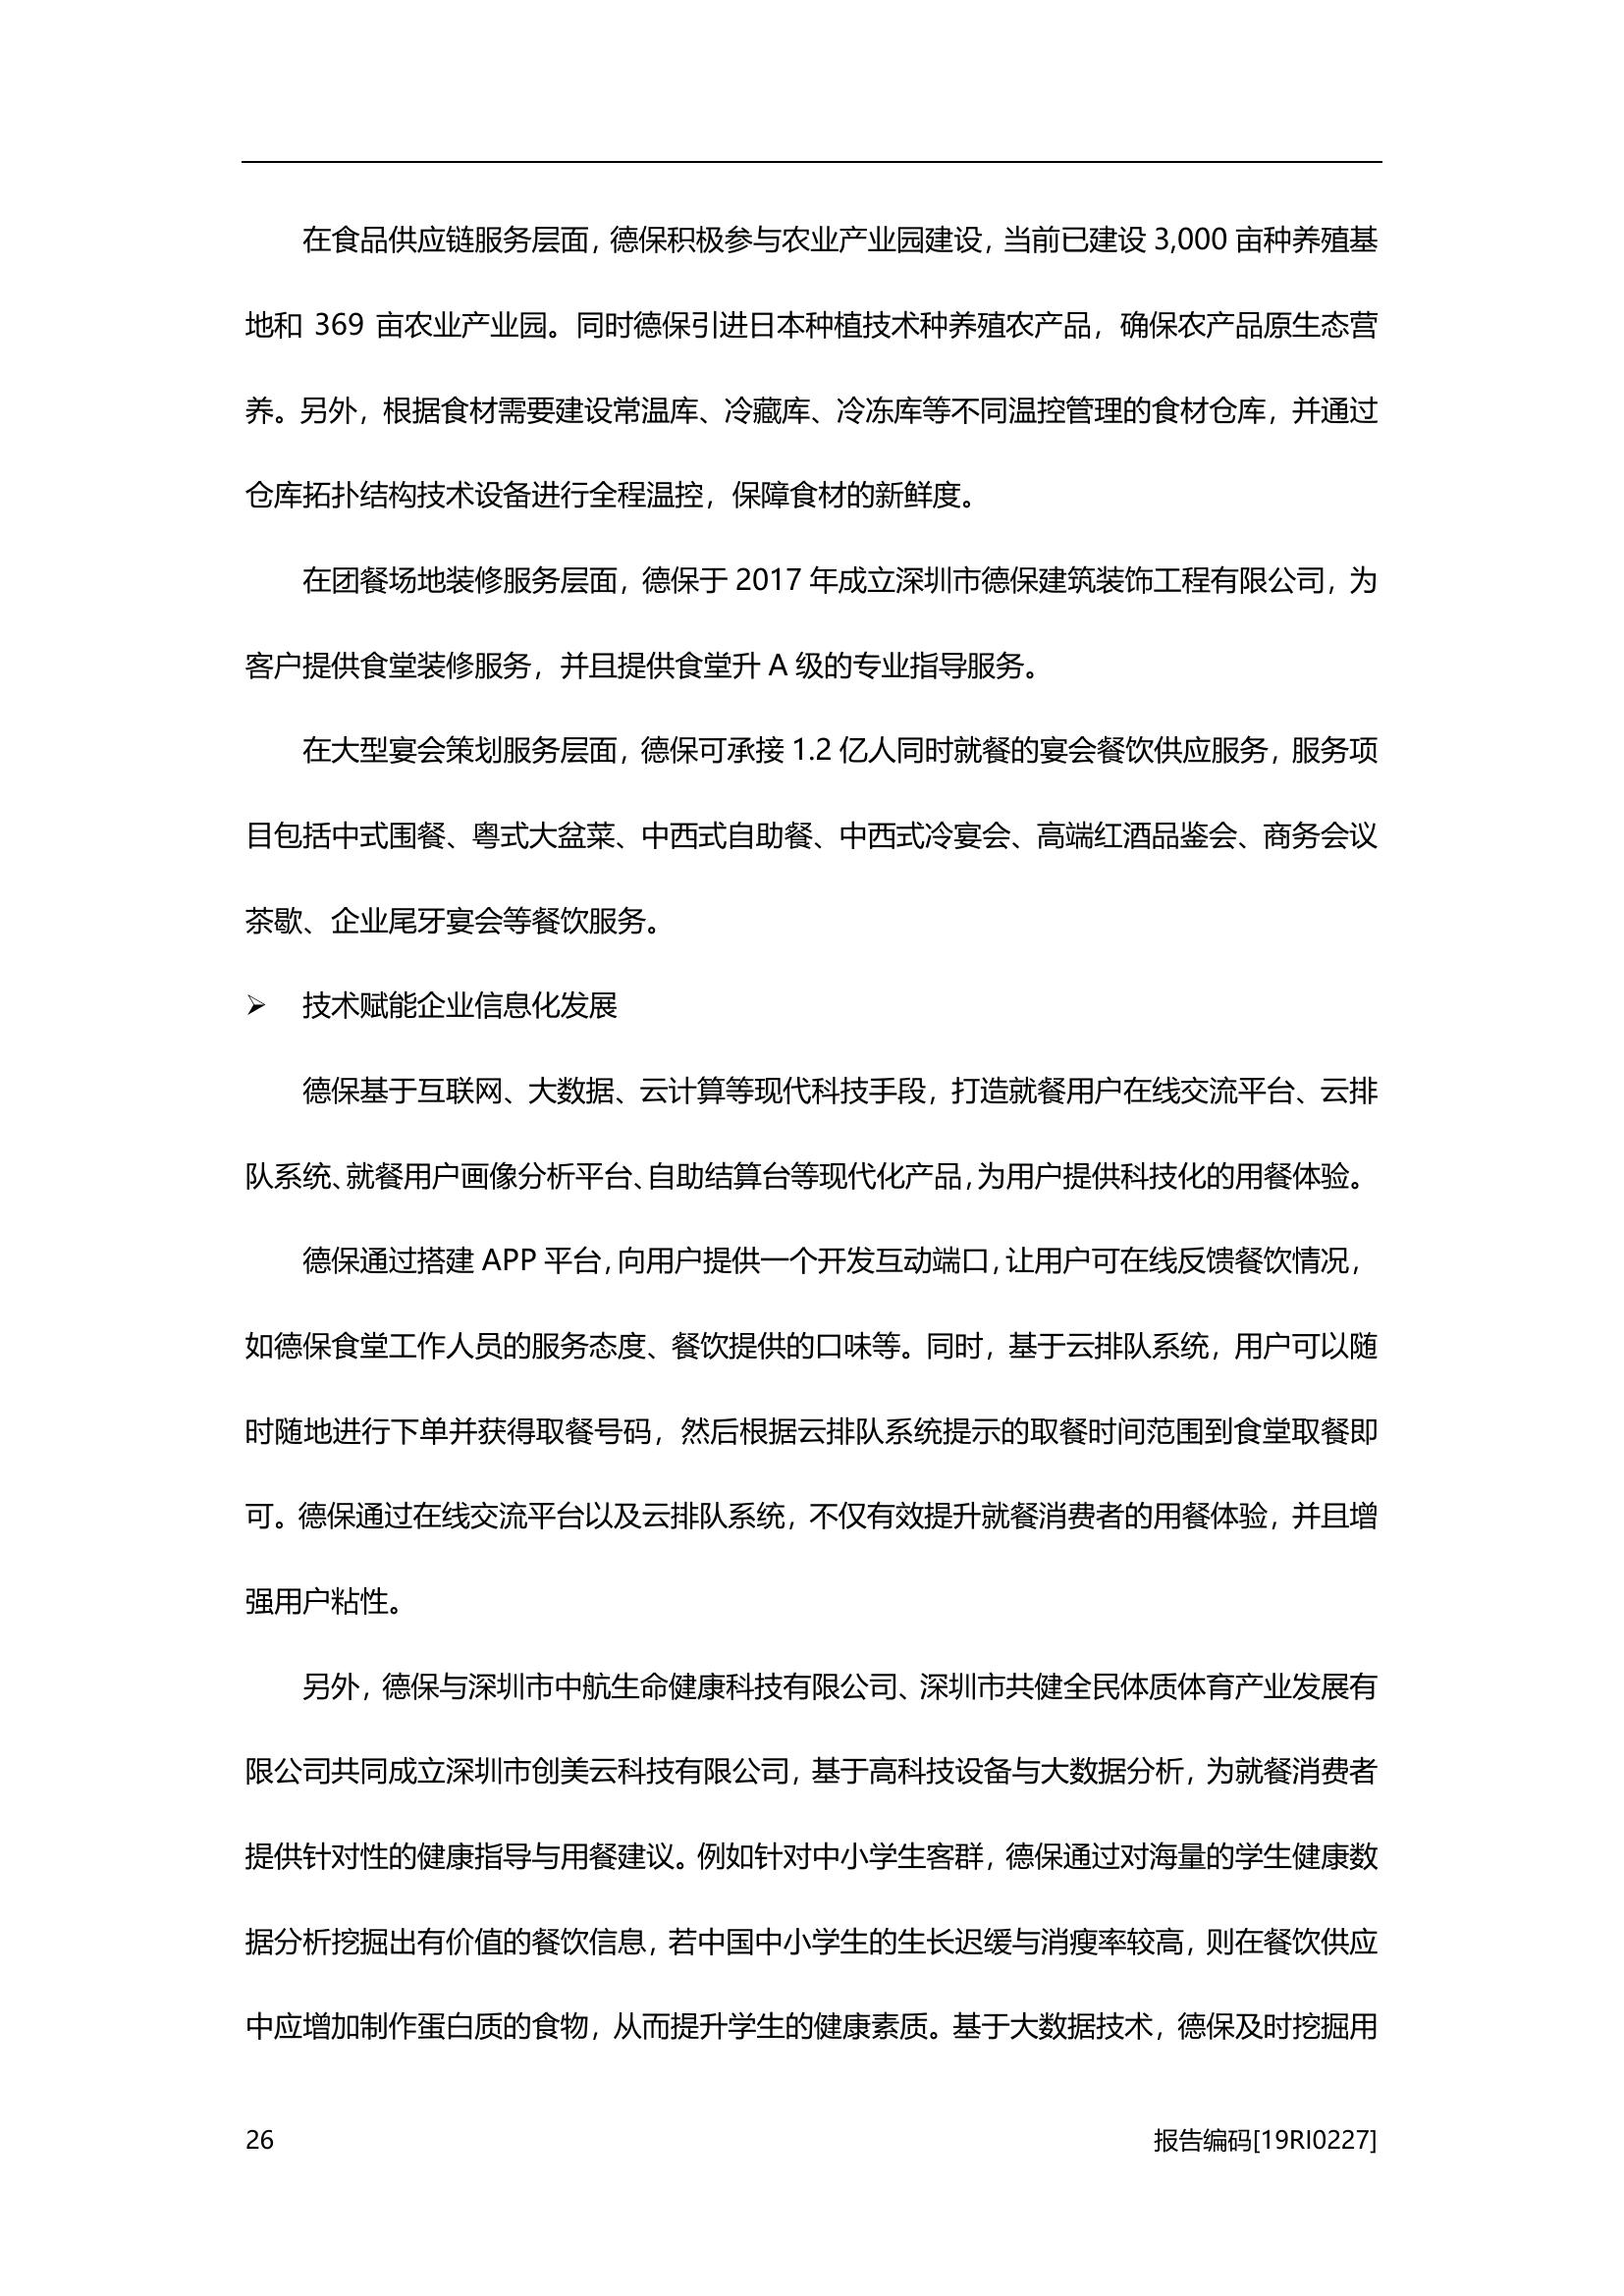 在食品供应链服务层面，德保积极参与农业产业园建设，当前已建设 3,000 亩种养殖基
地和 369 亩农业产业园。同时德保引进日本种植技术种养殖农产品，确保农产品原生态营
养。另外，根据食材需要建设常温库、冷藏库、冷冻库等不同温控管理的食材仓库，并通过
仓库拓扑结构技术设备进行全程温控，保障食材的新鲜度。
在团餐场地装修服务层面，德保于 2017 年成立深圳市德保建筑装饰工程有限公司，为
客户提供食堂装修服务，并且提供食堂升 A 级的专业指导服务。
在大型宴会策划服务层面，德保可承接 1.2 亿人同时就餐的宴会餐饮供应服务，服务项
目包括中式围餐、粤式大盆菜、中西式自助餐、中西式冷宴会、高端红酒品鉴会、商务会议
茶歇、企业尾牙宴会等餐饮服务。
➢ 技术赋能企业信息化发展
德保基于互联网、大数据、云计算等现代科技手段，打造就餐用户在线交流平台、云排
队系统、就餐用户画像分析平台、自助结算台等现代化产品，为用户提供科技化的用餐体验。
德保通过搭建 APP 平台，向用户提供一个开发互动端口，让用户可在线反馈餐饮情况，
如德保食堂工作人员的服务态度、餐饮提供的口味等。同时，基于云排队系统，用户可以随
时随地进行下单并获得取餐号码，然后根据云排队系统提示的取餐时间范围到食堂取餐即
可。德保通过在线交流平台以及云排队系统，不仅有效提升就餐消费者的用餐体验，并且增
强用户粘性。
另外，德保与深圳市中航生命健康科技有限公司、深圳市共健全民体质体育产业发展有
限公司共同成立深圳市创美云科技有限公司，基于高科技设备与大数据分析，为就餐消费者
提供针对性的健康指导与用餐建议。例如针对中小学生客群，德保通过对海量的学生健康数
据分析挖掘出有价值的餐饮信息，若中国中小学生的生长迟缓与消瘦率较高，则在餐饮供应
中应增加制作蛋白质的食物，从而提升学生的健康素质。基于大数据技术，德保及时挖掘用
26 报告编码[19RI0227]